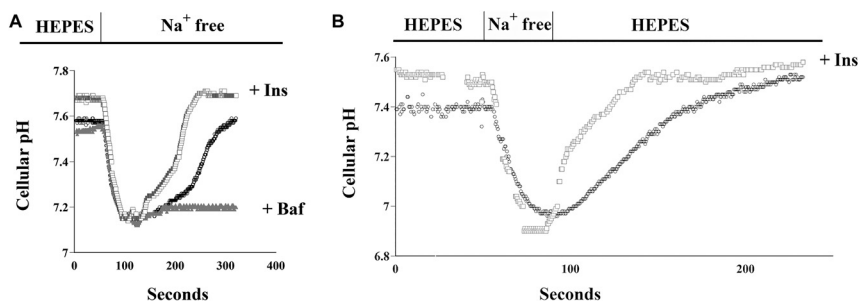 A
HEPES
Na+ free
7.8
7.6
7.4
7.2
7
0
100
200
300
400
Cellular pH
Seconds
+ Ins
+ Baf
B
HEPES
Na+ free
HEPES
7.6
7.4
7.2
7.0
6.8
0
100
200
Cellular pH
Seconds
+ Ins